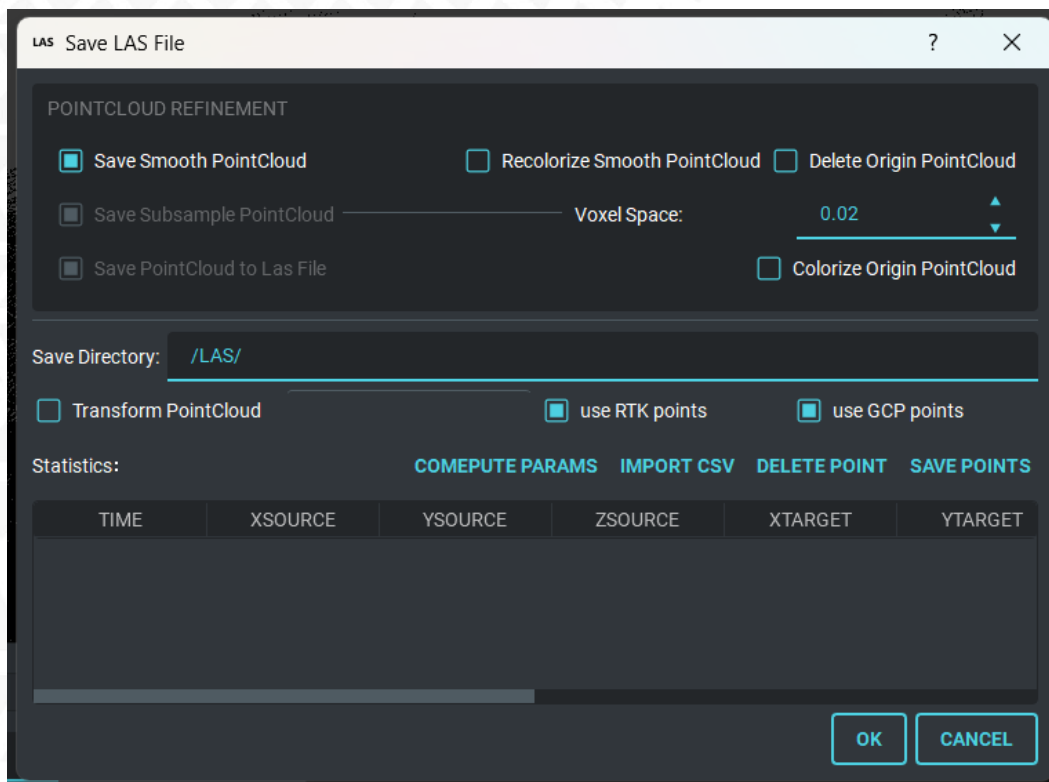 LAS Save LAS File ?
POINTCLOUD REFINEMENT
Save Smooth PointCloud Recolorize Smooth PointCloud Delete Origin PointCloud
Save Subsample PointCloud Voxel Space: 0.02
Save PointCloud to Las File Colorize Origin PointCloud
Save Directory: /LAS/
Transform PointCloud use RTK points use GCP points
Statistics: COMEPUTE PARAMS IMPORT CSV DELETE POINT SAVE POINTS
TIME XSOURCE YSOURCE ZSOURCE XTARGET YTARGET
OK CANCEL